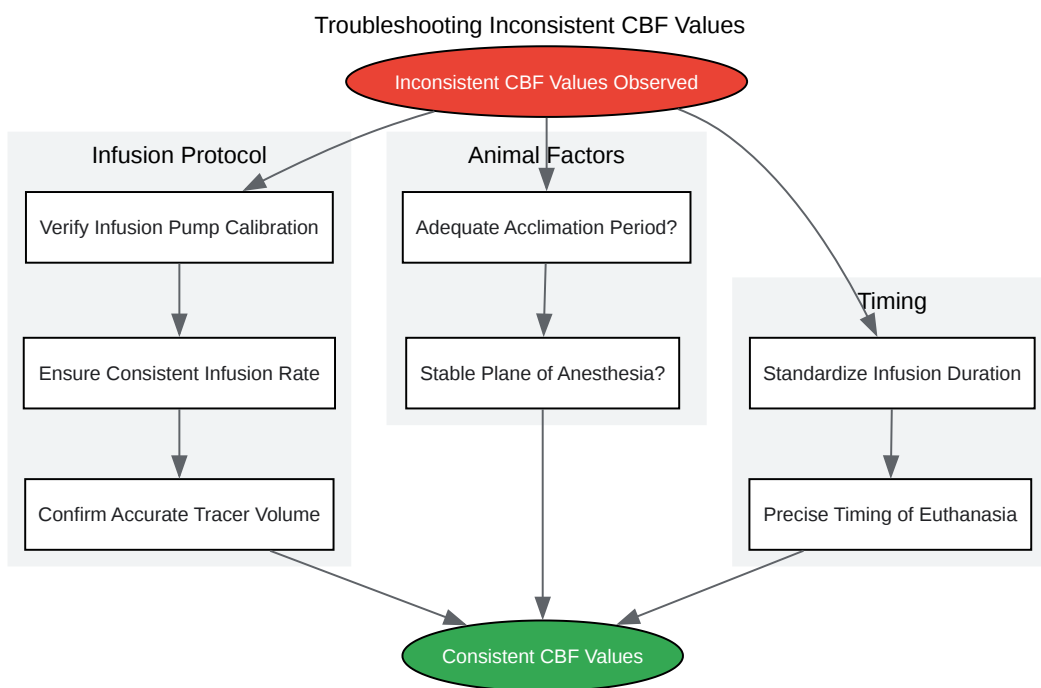 Troubleshooting Inconsistent CBF Values
Inconsistent CBF Values Observed
Infusion Protocol
Verify Infusion Pump Calibration
Ensure Consistent Infusion Rate
Confirm Accurate Tracer Volume
Animal Factors
Adequate Acclimation Period?
Stable Plane of Anesthesia?
Timing
Standardize Infusion Duration
Precise Timing of Euthanasia
Consistent CBF Values